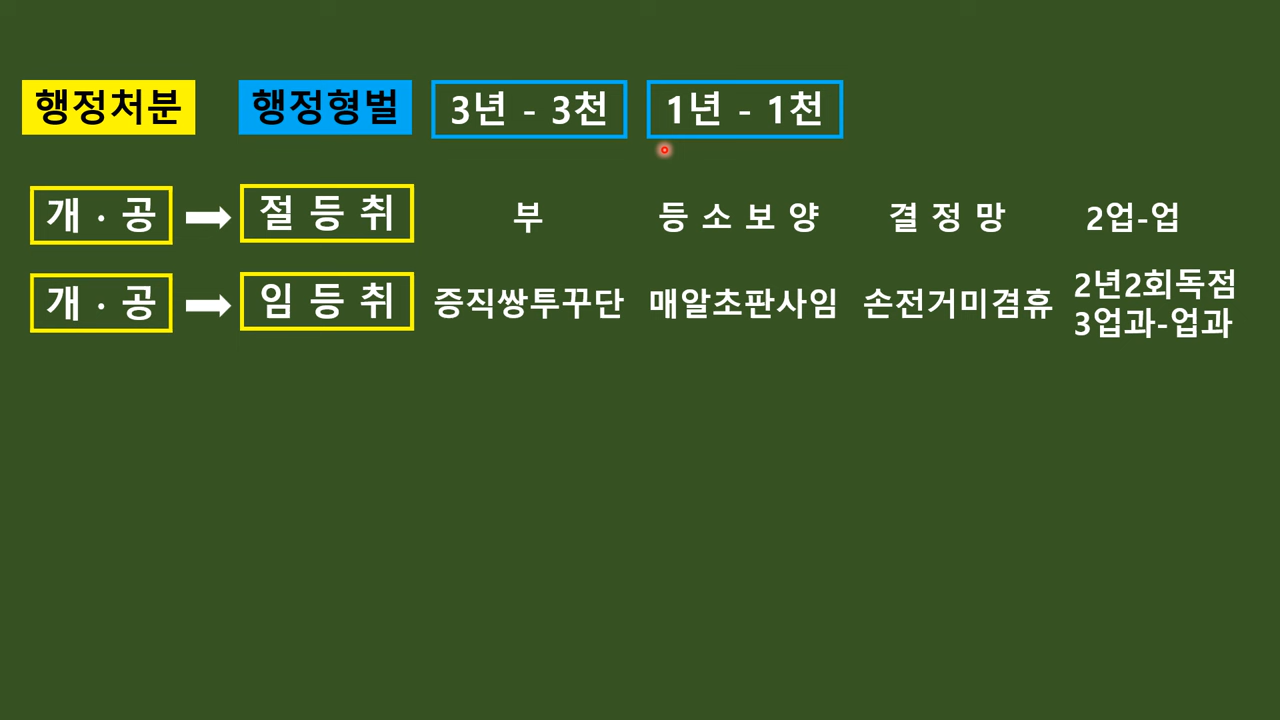 행정처분 행정형벌 3년 - 3천 1년 - 1천
개 · 공 절 등 취 부 등 소 보 양 결 정 망 2업-업
개 · 공 임 등 취 증직쌍투꾸단 매알초판사임 손전거미겸휴 2년2회독점
3업과-업과